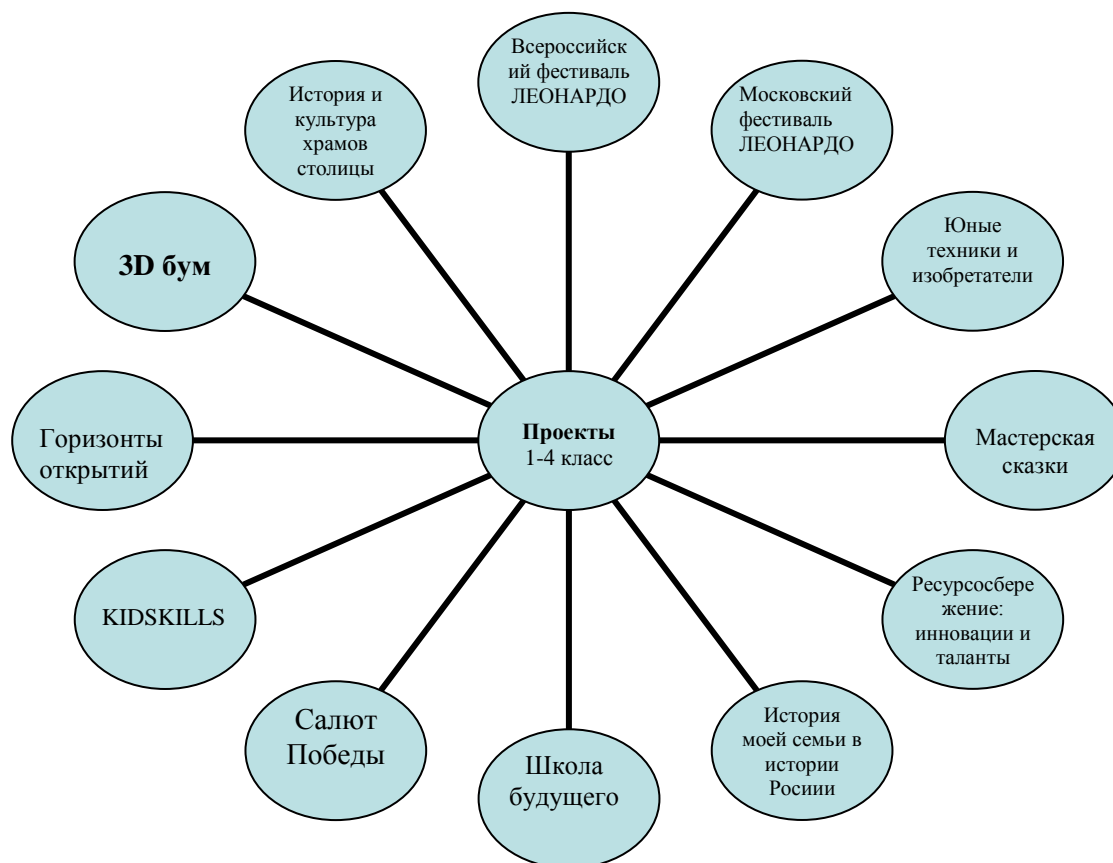 Всероссийск
ий фестиваль
ЛЕОНАРДО
Московский
фестиваль
ЛЕОНАРДО
Юные
техники и
изобретатели
Мастерская
сказки
Ресурсосбере
жение:
инновации и
таланты
История
моей семьи в
истории
Росиии
Школа
будущего
Салют
Победы
KIDSKILLS
Горизонты
открытий
3D бум
История и
культура
храмов
столицы
Проекты
1-4 класс